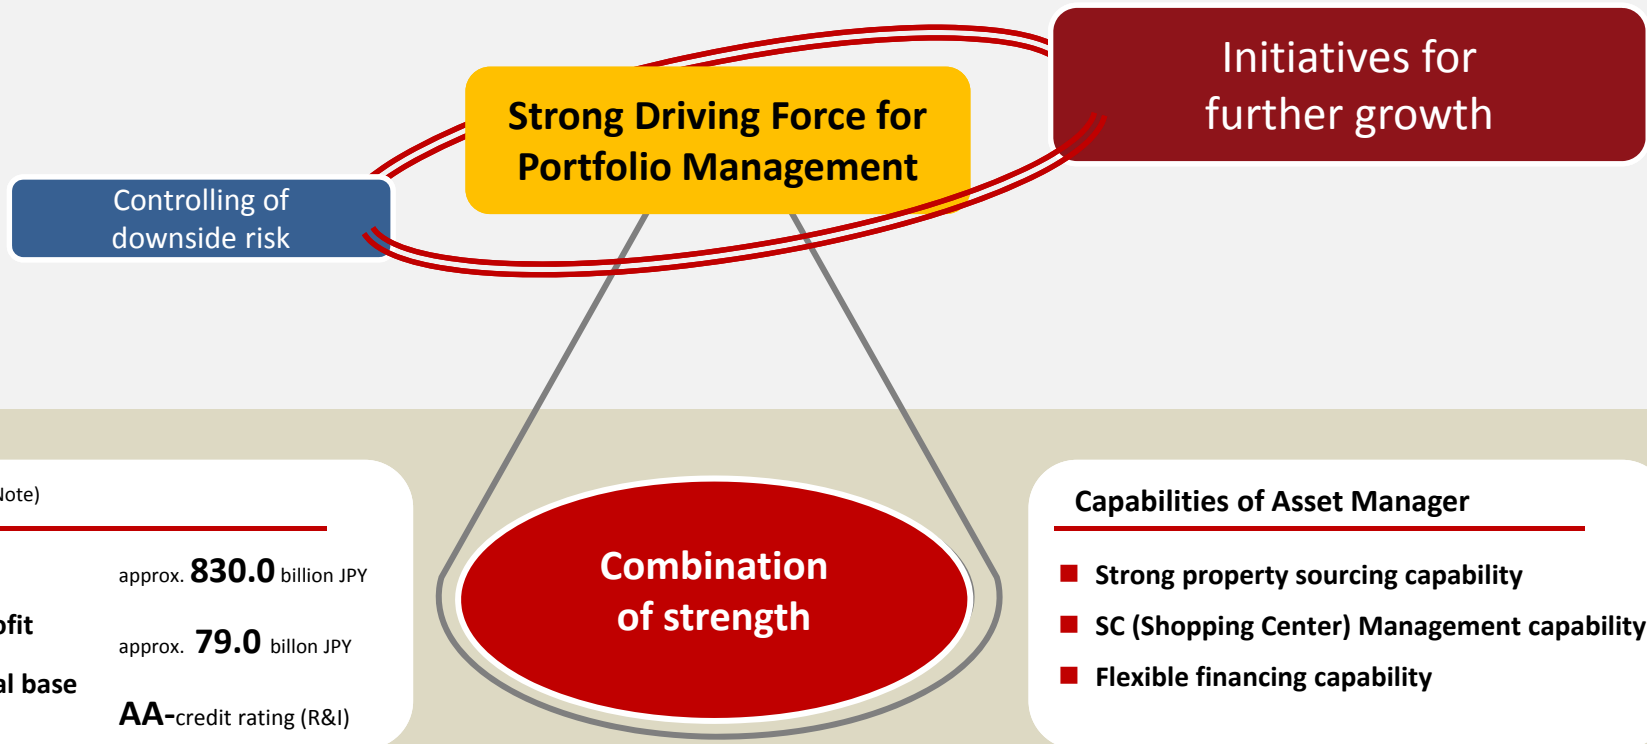 Initiatives for
further growth
Strong Driving Force for
Portfolio Management
Controlling of
downside risk
Note)
approx. 830.0 billion JPY
ofit
approx. 79.0 billon JPY
al base
AA-credit rating (R&I)
Combination
of strength
Capabilities of Asset Manager
■ Strong property sourcing capability
■ SC (Shopping Center) Management capability
■ Flexible financing capability